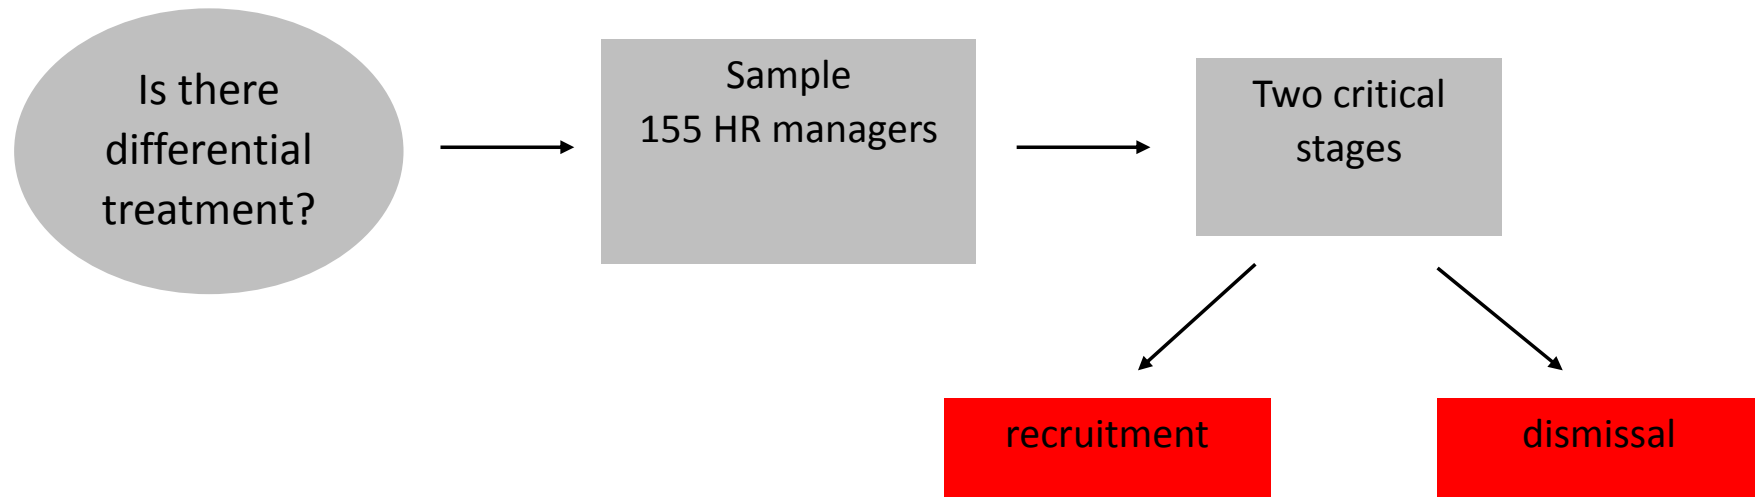 Is there
differential
treatment?
Sample
155 HR managers
Two critical
stages
recruitment
dismissal